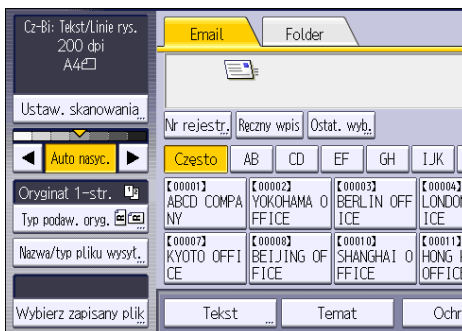 Cz-Bi: Tekst/Linie rys.
200 dpi
A4
Ustaw. skanowania
Auto nasyc.
Oryginał 1-str.
Typ podaw. oryg.
Nazwa/typ pliku wysył.
Wybierz zapisany plik
Email Folder
Nr rejestr. Ręczny wpis Ostat. wyb.
Często AB CD EF GH IJK
[00001] [00002] [00003] [00004]
ABCD COMPA YOKOHAMA O BERLIN OFF LONDON
NY FFICE ICE ICE
[00007] [00008] [00010] [00011]
KYOTO OFFI BEIJING OF SHANGHAI O HONG
CE FICE FFICE OFFICE
Tekst Temat Ochr